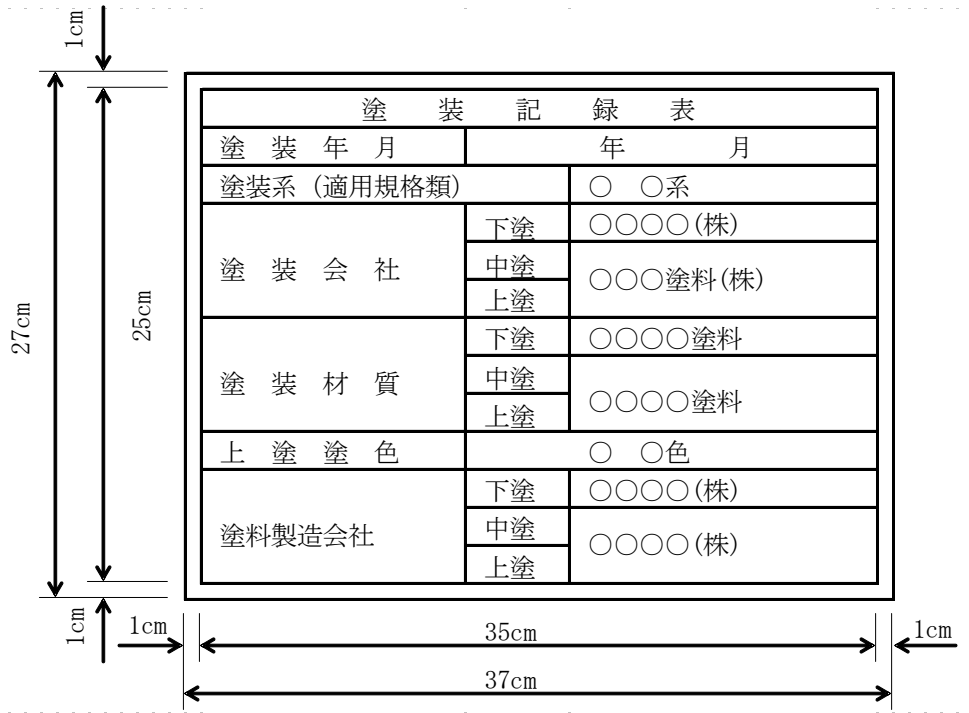 1cm
塗 装 記 録 表
塗 装 年 月 年 月
塗装系（適用規格類） ○ ○系
塗 装 会 社
下塗 ○○○○(株)
中塗
上塗
○○○塗料(株)
塗 装 材 質
下塗 ○○○○塗料
中塗
上塗
○○○○塗料
上 塗 塗 色 ○ ○色
塗料製造会社
下塗 ○○○○(株)
中塗
上塗
○○○○(株)
27cm
25cm
1cm
1cm
35cm
1cm
37cm